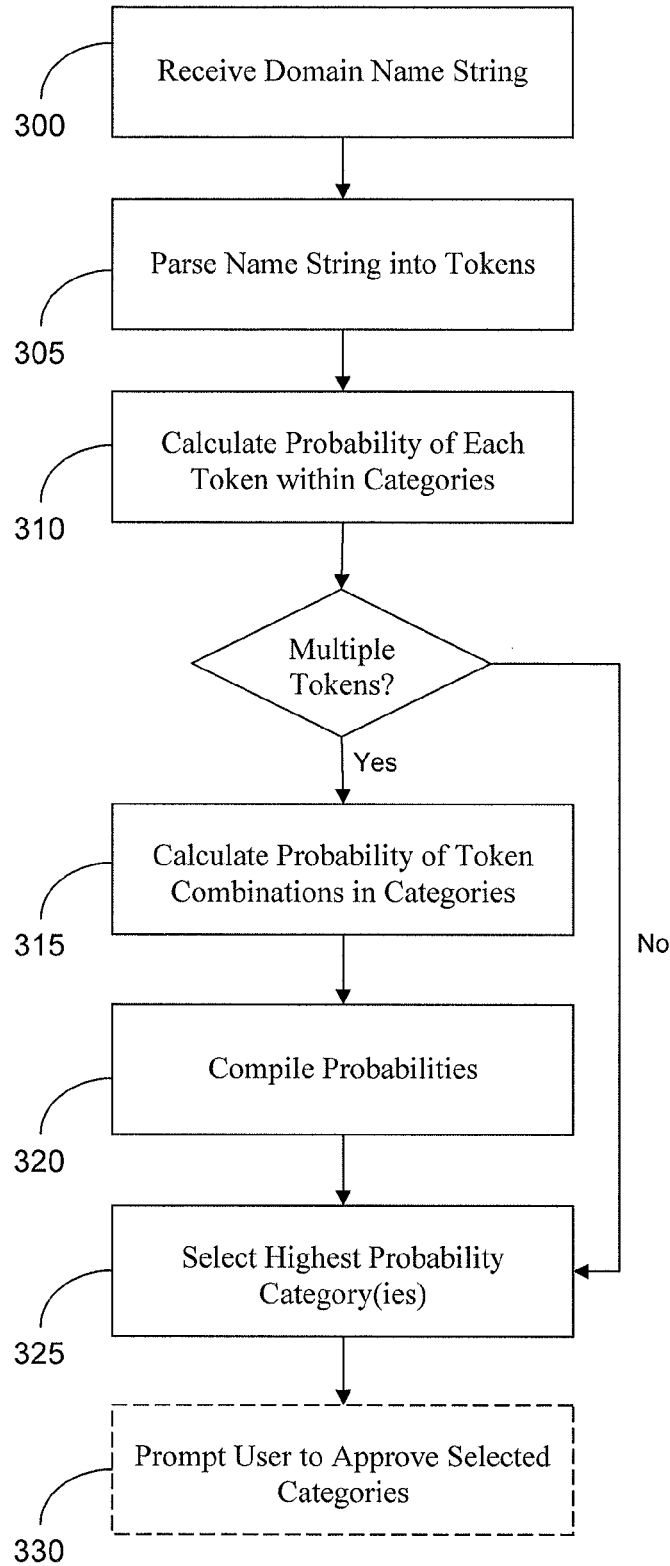 Receive Domain Name String
300
Parse Name String into Tokens
305
Calculate Probability of Each
Token within Categories
310
Multiple
Tokens?
Yes
Calculate Probability of Token
Combinations in Categories
315
No
Compile Probabilities
320
Select Highest Probability
Category(ies)
325
Prompt User to Approve Selected
Categories
330